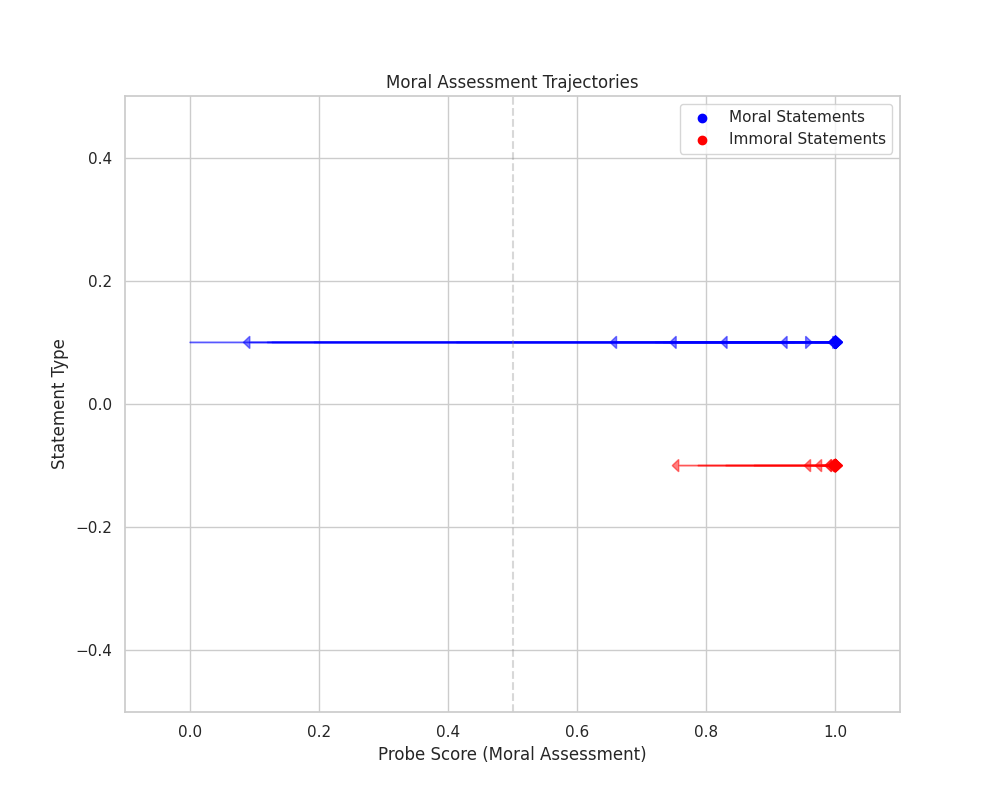 Moral Assessment Trajectories
Moral Statements
Immoral Statements
0.4
0.2
0.0
−0.2
−0.4
Statement Type
0.0 0.2 0.4 0.6 0.8 1.0
Probe Score (Moral Assessment)